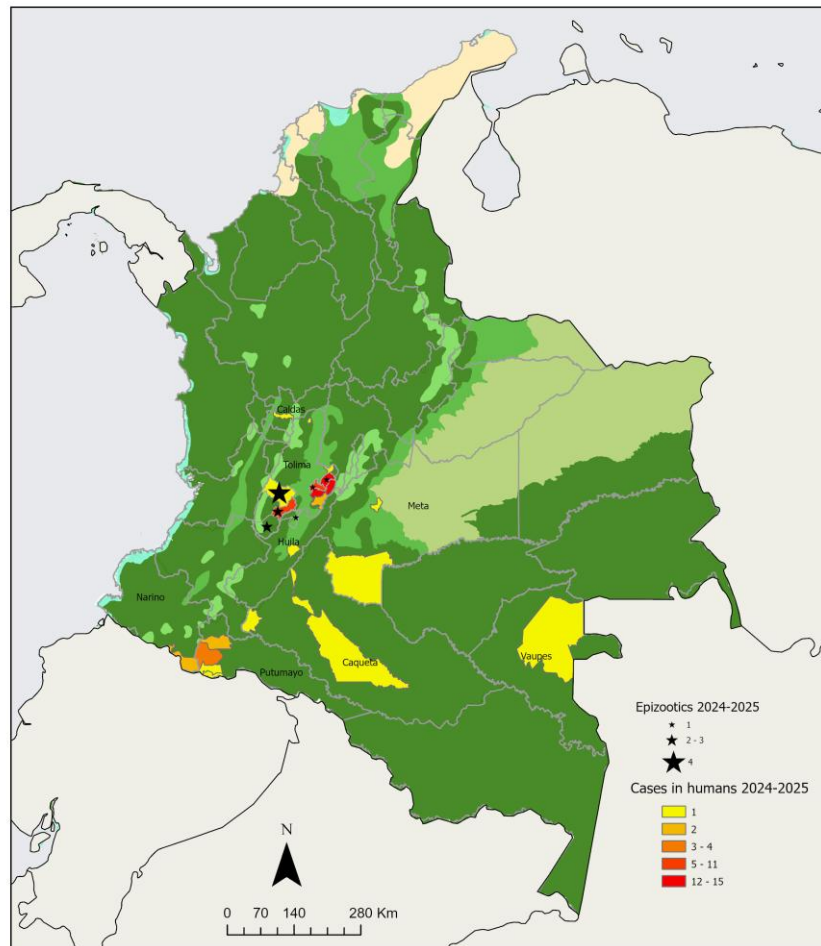 Caldas
Tolima
Meta
Huila
Narino
Caqueta
Vaupes
Putumayo
Epizootics 2024-2025
1
2 - 3
4
Cases in humans 2024-2025
1
2
3 - 4
5 - 11
12 - 15
N
0 70 140 280 Km